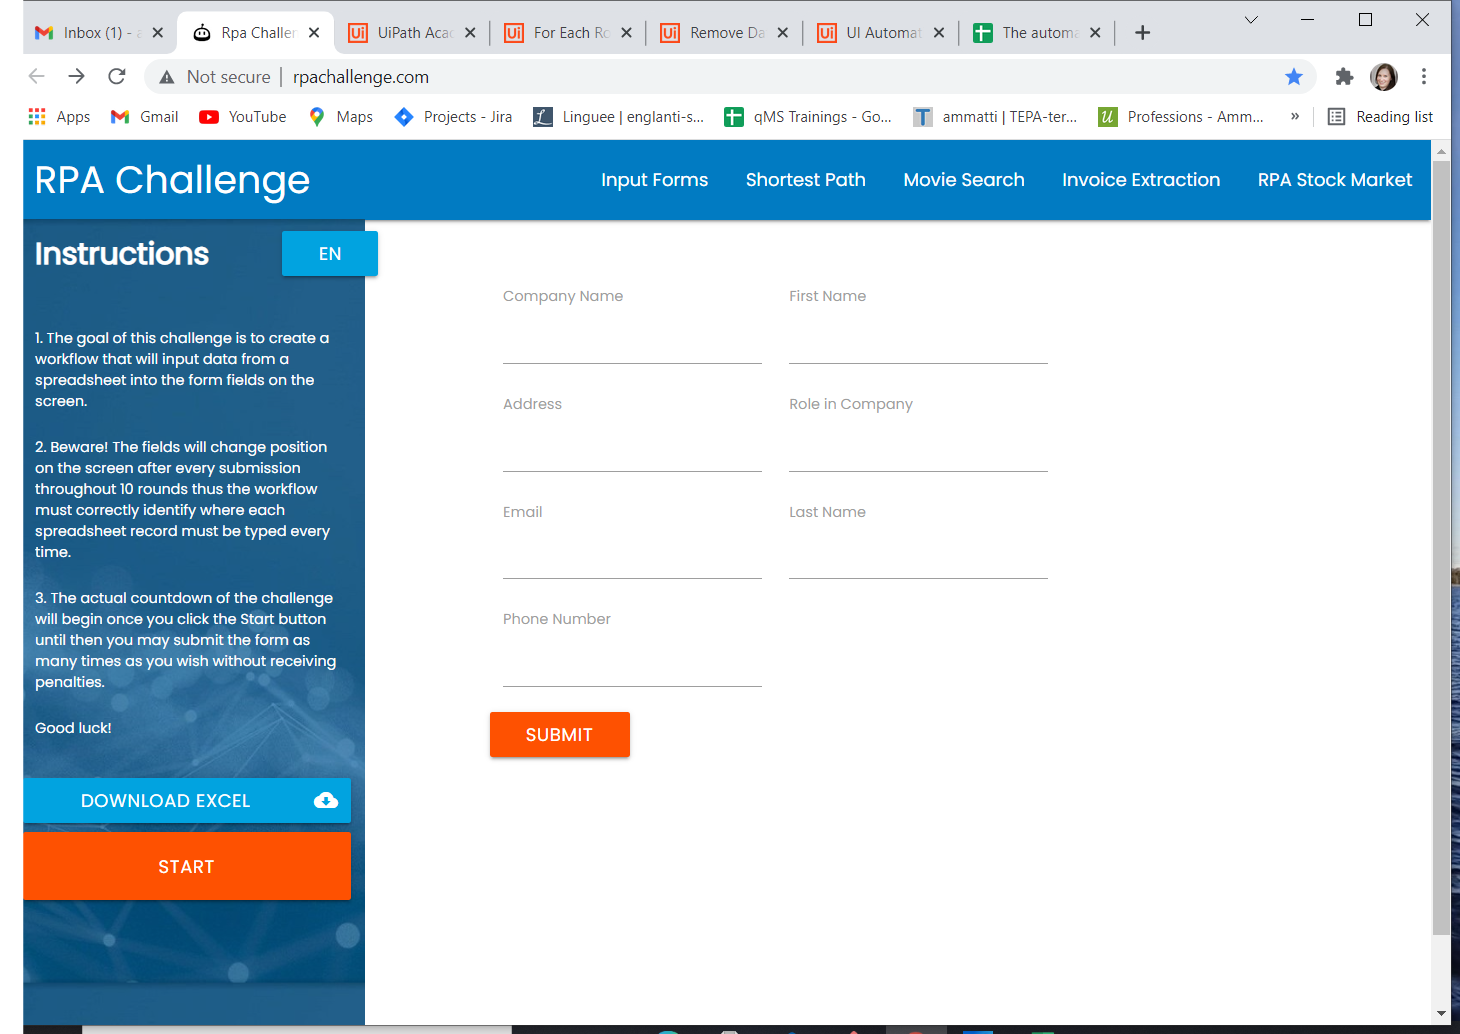 Inbox (1) - a
Rpa Challen
UiPath Aca
For Each Ro
Remove Da
UI Automat
The automa
Not secure
rpachallenge.com
Apps
Gmail
YouTube
Maps
Projects - Jira
Linguee | englanti-s...
qMS Trainings - Go...
ammatti | TEPA-ter...
Professions - Amm...
»
Reading list
RPA Challenge
Input Forms
Shortest Path
Movie Search
Invoice Extraction
RPA Stock Market
Instructions
EN
1. The goal of this challenge is to create a
workflow that will input data from a
spreadsheet into the form fields on the
screen.
2. Beware! The fields will change position
on the screen after every submission
throughout 10 rounds thus the workflow
must correctly identify where each
spreadsheet record must be typed every
time.
3. The actual countdown of the challenge
will begin once you click the Start button
until then you may submit the form as
many times as you wish without receiving
penalties.
Good luck!
DOWNLOAD EXCEL
START
Company Name
First Name
Address
Role in Company
Email
Last Name
Phone Number
SUBMIT